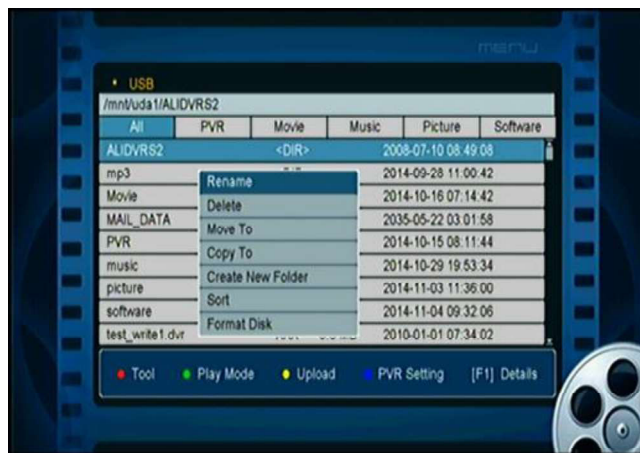 menu
USB
/mnt/uda1/ALIDVRS2
All PVR Movie Music Picture Software
ALIDVRS2 <DIR> 2008-07-10 08:49:08
mp3 2014-09-28 11:00:42
Movie 2014-10-16 07:14:42
MAIL_DATA 2035-05-22 03:01:58
PVR 2014-10-15 08:11:44
music 2014-10-29 19:53:34
picture 2014-11-03 11:36:00
software 2014-11-04 09:32:06
test_write1.dvr 2010-01-01 07:34:02
Rename
Delete
Move To
Copy To
Create New Folder
Sort
Format Disk
Tool Play Mode Upload PVR Setting [F1] Details